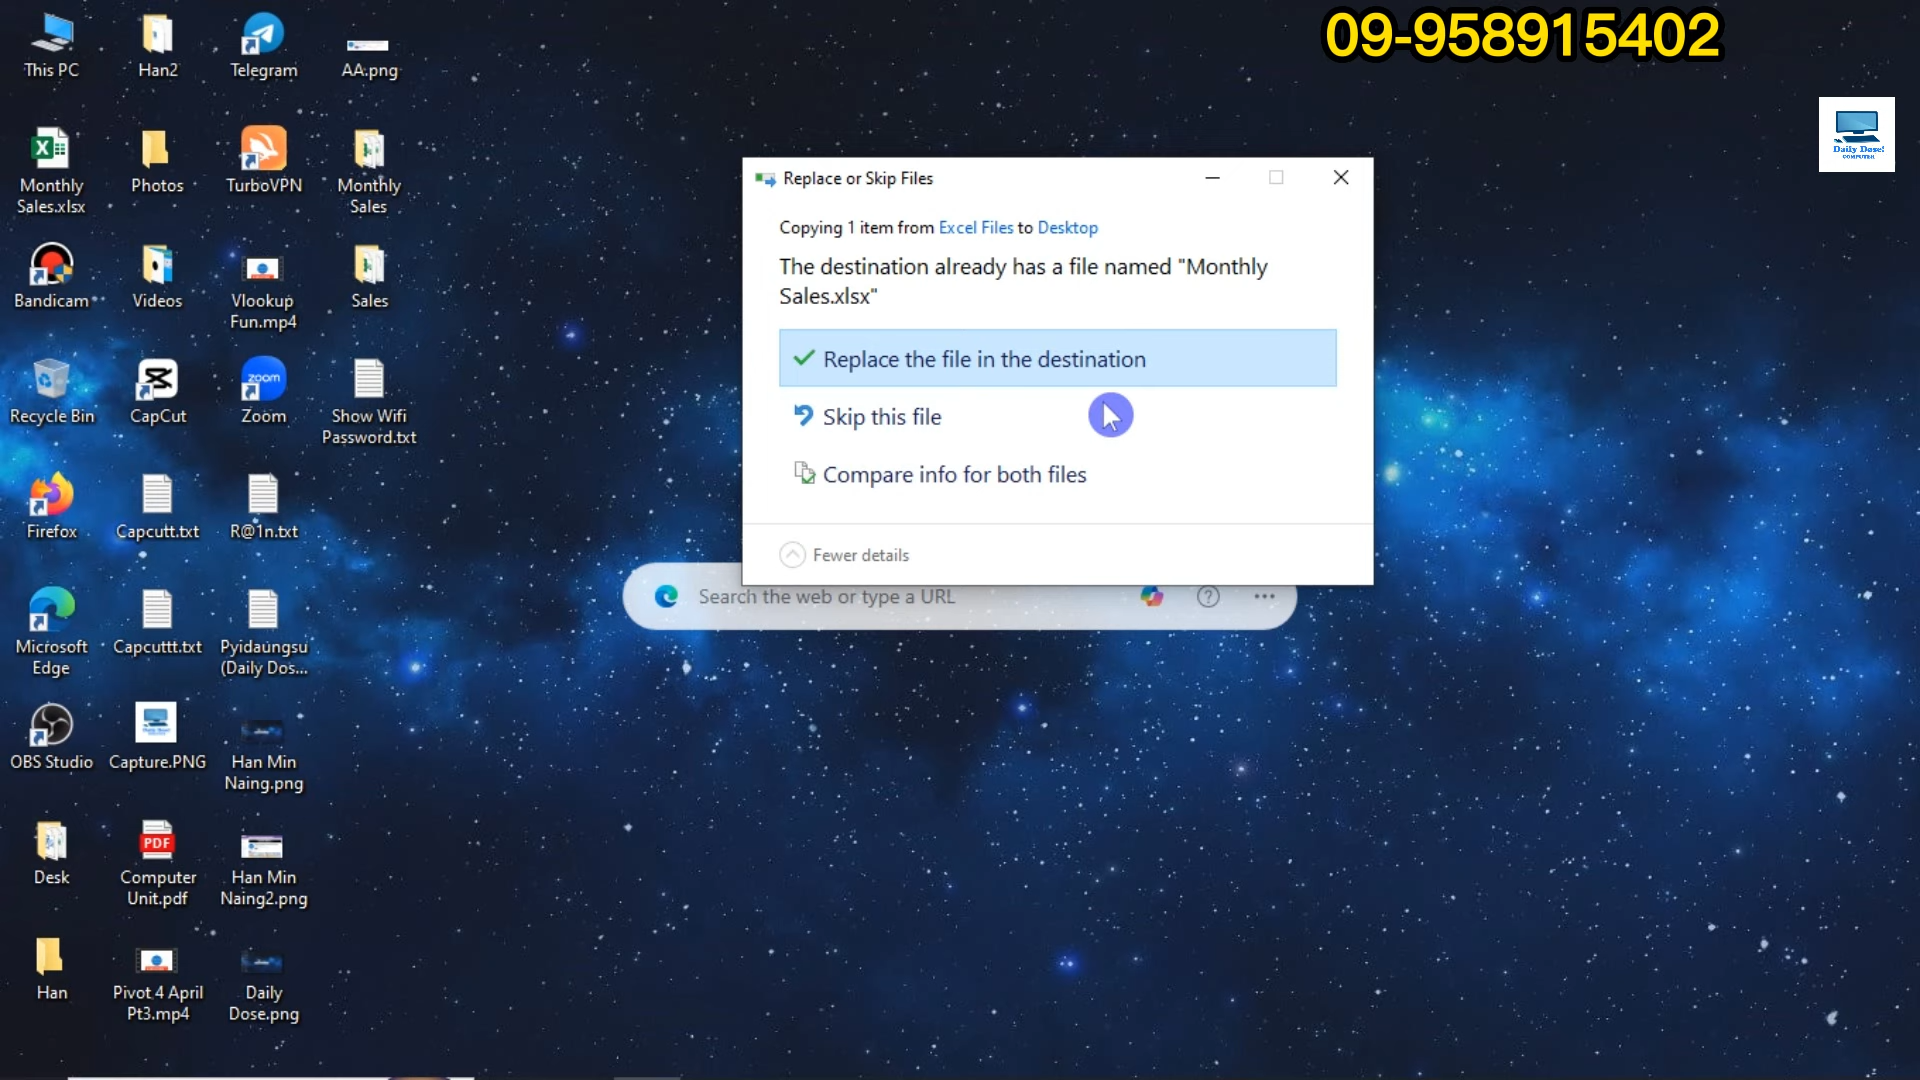 09-958915402
Daily Dose!
COMPUTER
This PC
Han2
Telegram
AA.png
Monthly
Sales.xlsx
Photos
TurboVPN
Monthly
Sales
Bandicam
Videos
Vlookup
Fun.mp4
Sales
Recycle Bin
CapCut
zoom
Zoom
Show Wifi
Password.txt
Firefox
Capcutt.txt
R@1n.txt
Microsoft
Edge
Capcuttt.txt
Pyidaungsu
(Daily Dos...
OBS Studio
Capture.PNG
Han Min
Naing.png
Desk
PDF
Computer
Unit.pdf
Han Min
Naing2.png
Han
Pivot 4 April
Pt3.mp4
Daily
Dose.png
Replace or Skip Files
Copying 1 item from Excel Files to Desktop
The destination already has a file named "Monthly
Sales.xlsx"
Replace the file in the destination
Skip this file
Compare info for both files
Fewer details
Search the web or type a URL